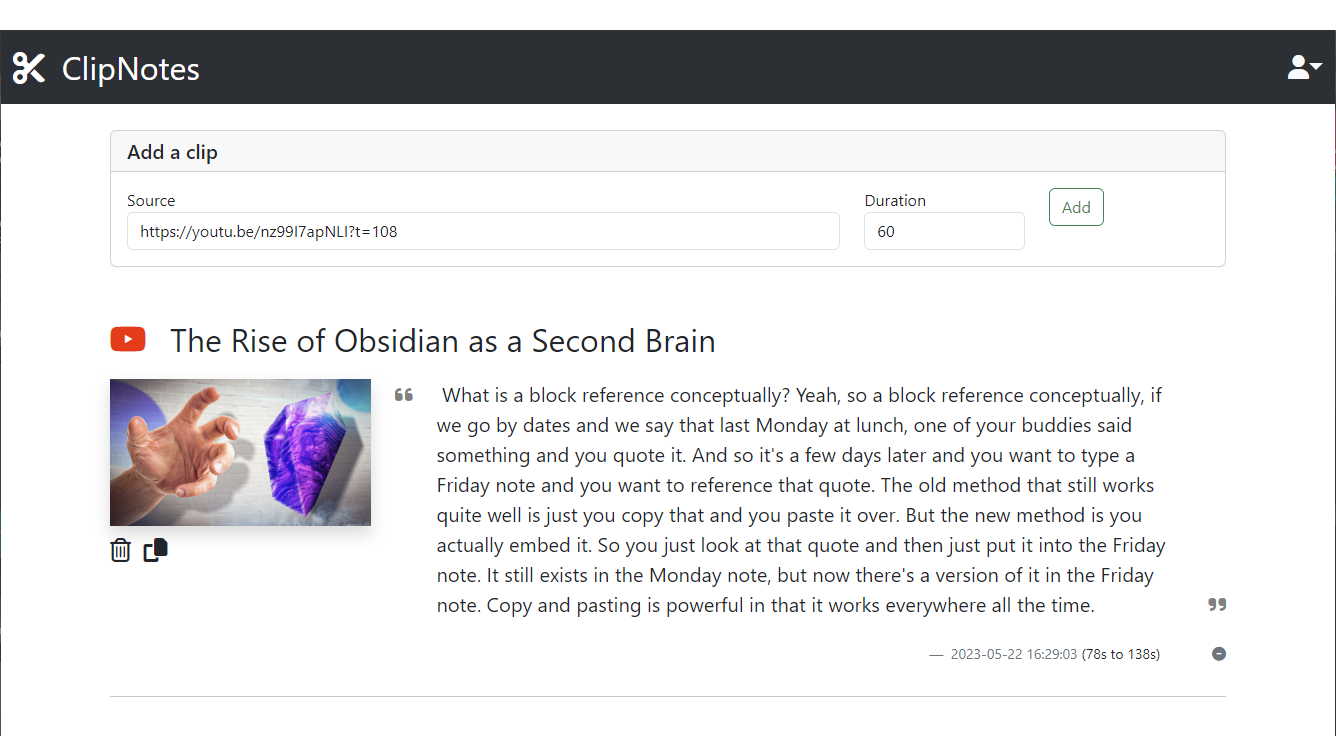 ClipNotes
Add a clip
Source
Duration
Add
https://youtu.be/nz99I7apNLI?t=108
60
The Rise of Obsidian as a Second Brain
“ What is a block reference conceptually? Yeah, so a block reference conceptually, if
we go by dates and we say that last Monday at lunch, one of your buddies said
something and you quote it. And so it's a few days later and you want to type a
Friday note and you want to reference that quote. The old method that still works
quite well is just you copy that and you paste it over. But the new method is you
actually embed it. So you just look at that quote and then just put it into the Friday
note. It still exists in the Monday note, but now there's a version of it in the Friday
note. Copy and pasting is powerful in that it works everywhere all the time. ”
— 2023-05-22 16:29:03 (78s to 138s)